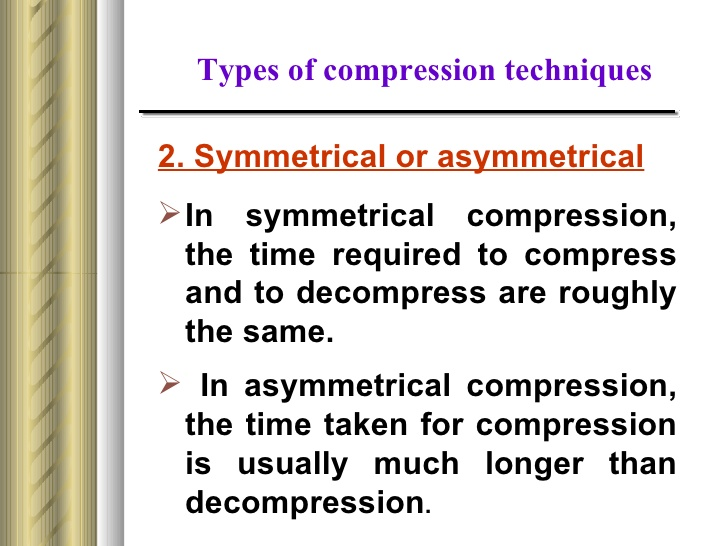 Types of compression techniques
2. Symmetrical or asymmetrical
➢ In symmetrical compression,
the time required to compress
and to decompress are roughly
the same.
➢ In asymmetrical compression,
the time taken for compression
is usually much longer than
decompression.